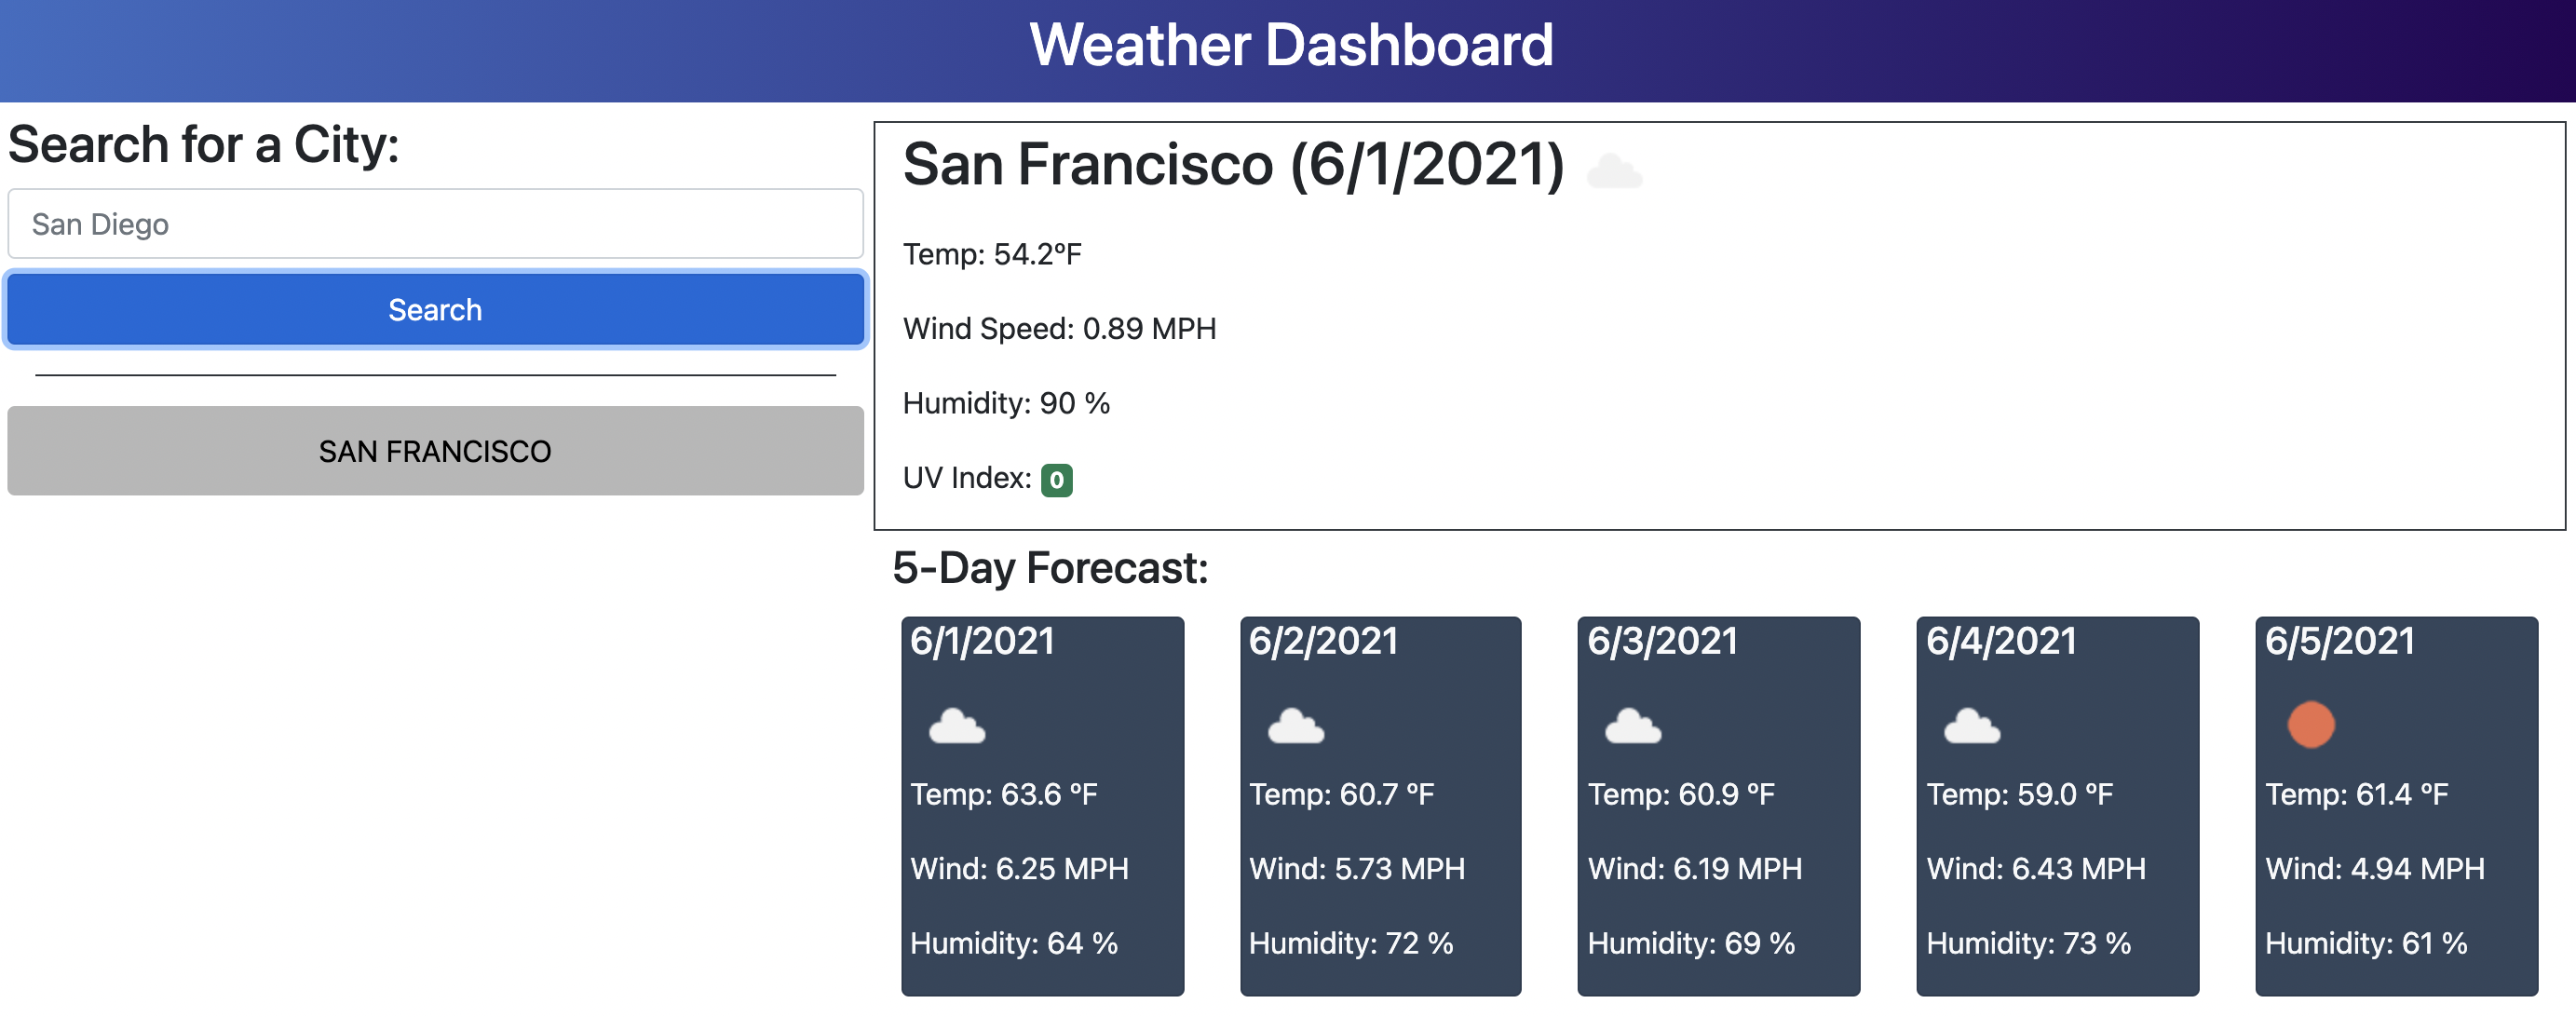 Weather Dashboard
Search for a City:
San Diego
Search
SAN FRANCISCO
San Francisco (6/1/2021)
Temp: 54.2°F
Wind Speed: 0.89 MPH
Humidity: 90 %
UV Index: 0
5-Day Forecast:
6/1/2021
Temp: 63.6 °F
Wind: 6.25 MPH
Humidity: 64 %
6/2/2021
Temp: 60.7 °F
Wind: 5.73 MPH
Humidity: 72 %
6/3/2021
Temp: 60.9 °F
Wind: 6.19 MPH
Humidity: 69 %
6/4/2021
Temp: 59.0 °F
Wind: 6.43 MPH
Humidity: 73 %
6/5/2021
Temp: 61.4 °F
Wind: 4.94 MPH
Humidity: 61 %